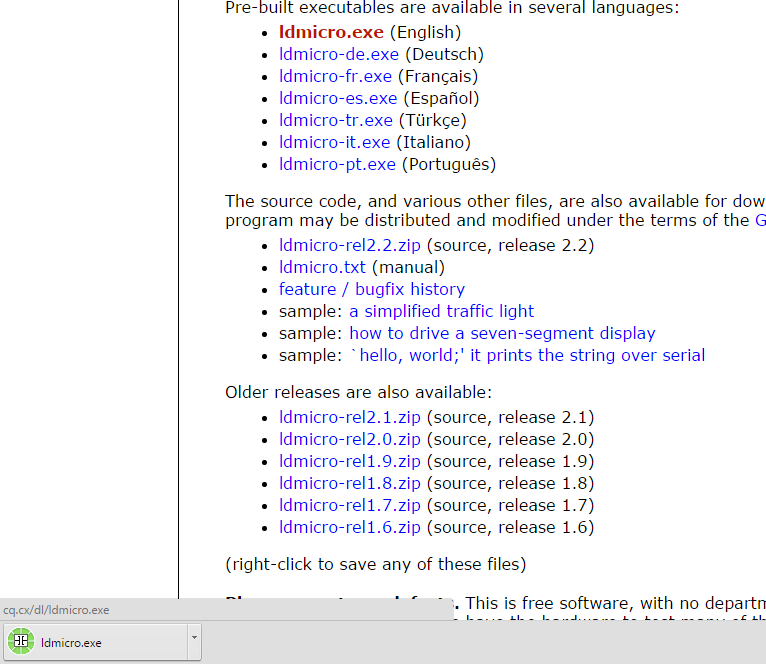 Pre-built executables are available in several languages:
ldmicro.exe (English)
ldmicro-de.exe (Deutsch)
ldmicro-fr.exe (Français)
ldmicro-es.exe (Español)
ldmicro-tr.exe (Türkçe)
ldmicro-it.exe (Italiano)
ldmicro-pt.exe (Português)
The source code, and various other files, are also available for dow
program may be distributed and modified under the terms of the G
ldmicro-rel2.2.zip (source, release 2.2)
ldmicro.txt (manual)
feature / bugfix history
sample: a simplified traffic light
sample: how to drive a seven-segment display
sample: `hello, world;' it prints the string over serial
Older releases are also available:
ldmicro-rel2.1.zip (source, release 2.1)
ldmicro-rel2.0.zip (source, release 2.0)
ldmicro-rel1.9.zip (source, release 1.9)
ldmicro-rel1.8.zip (source, release 1.8)
ldmicro-rel1.7.zip (source, release 1.7)
ldmicro-rel1.6.zip (source, release 1.6)
(right-click to save any of these files)
This is free software, with no departm
have the hardware to test many of th
cq.cx/dl/ldmicro.exe
ldmicro.exe